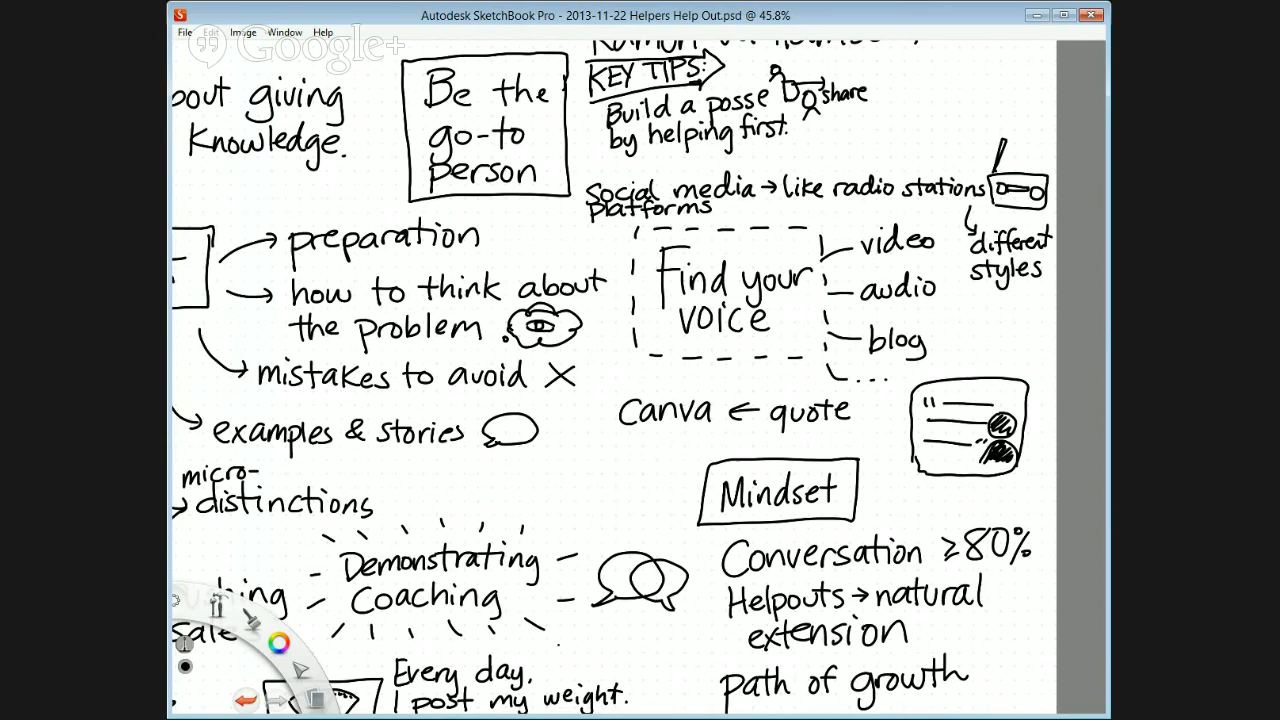 Autodesk SketchBook Pro - 2013-11-22 Helpers Help Out.psd @ 45.8%
File Edit Image Window Help
Google+
giving
Knowledge.
Be the
go-to
person
KEY TIPS:
Build a posse
by helping first.
share
Social media → like radio stations
platforms
different
styles
preparation
how to think about
the problem
mistakes to avoid X
examples & stories
micro-
distinctions
Find your
voice
video
audio
blog
...
Canva ← quote
Mindset
Conversation ≥80%
Helpouts → natural
extension
path of growth
Demonstrating
Coaching
Every day.
I post my weight.